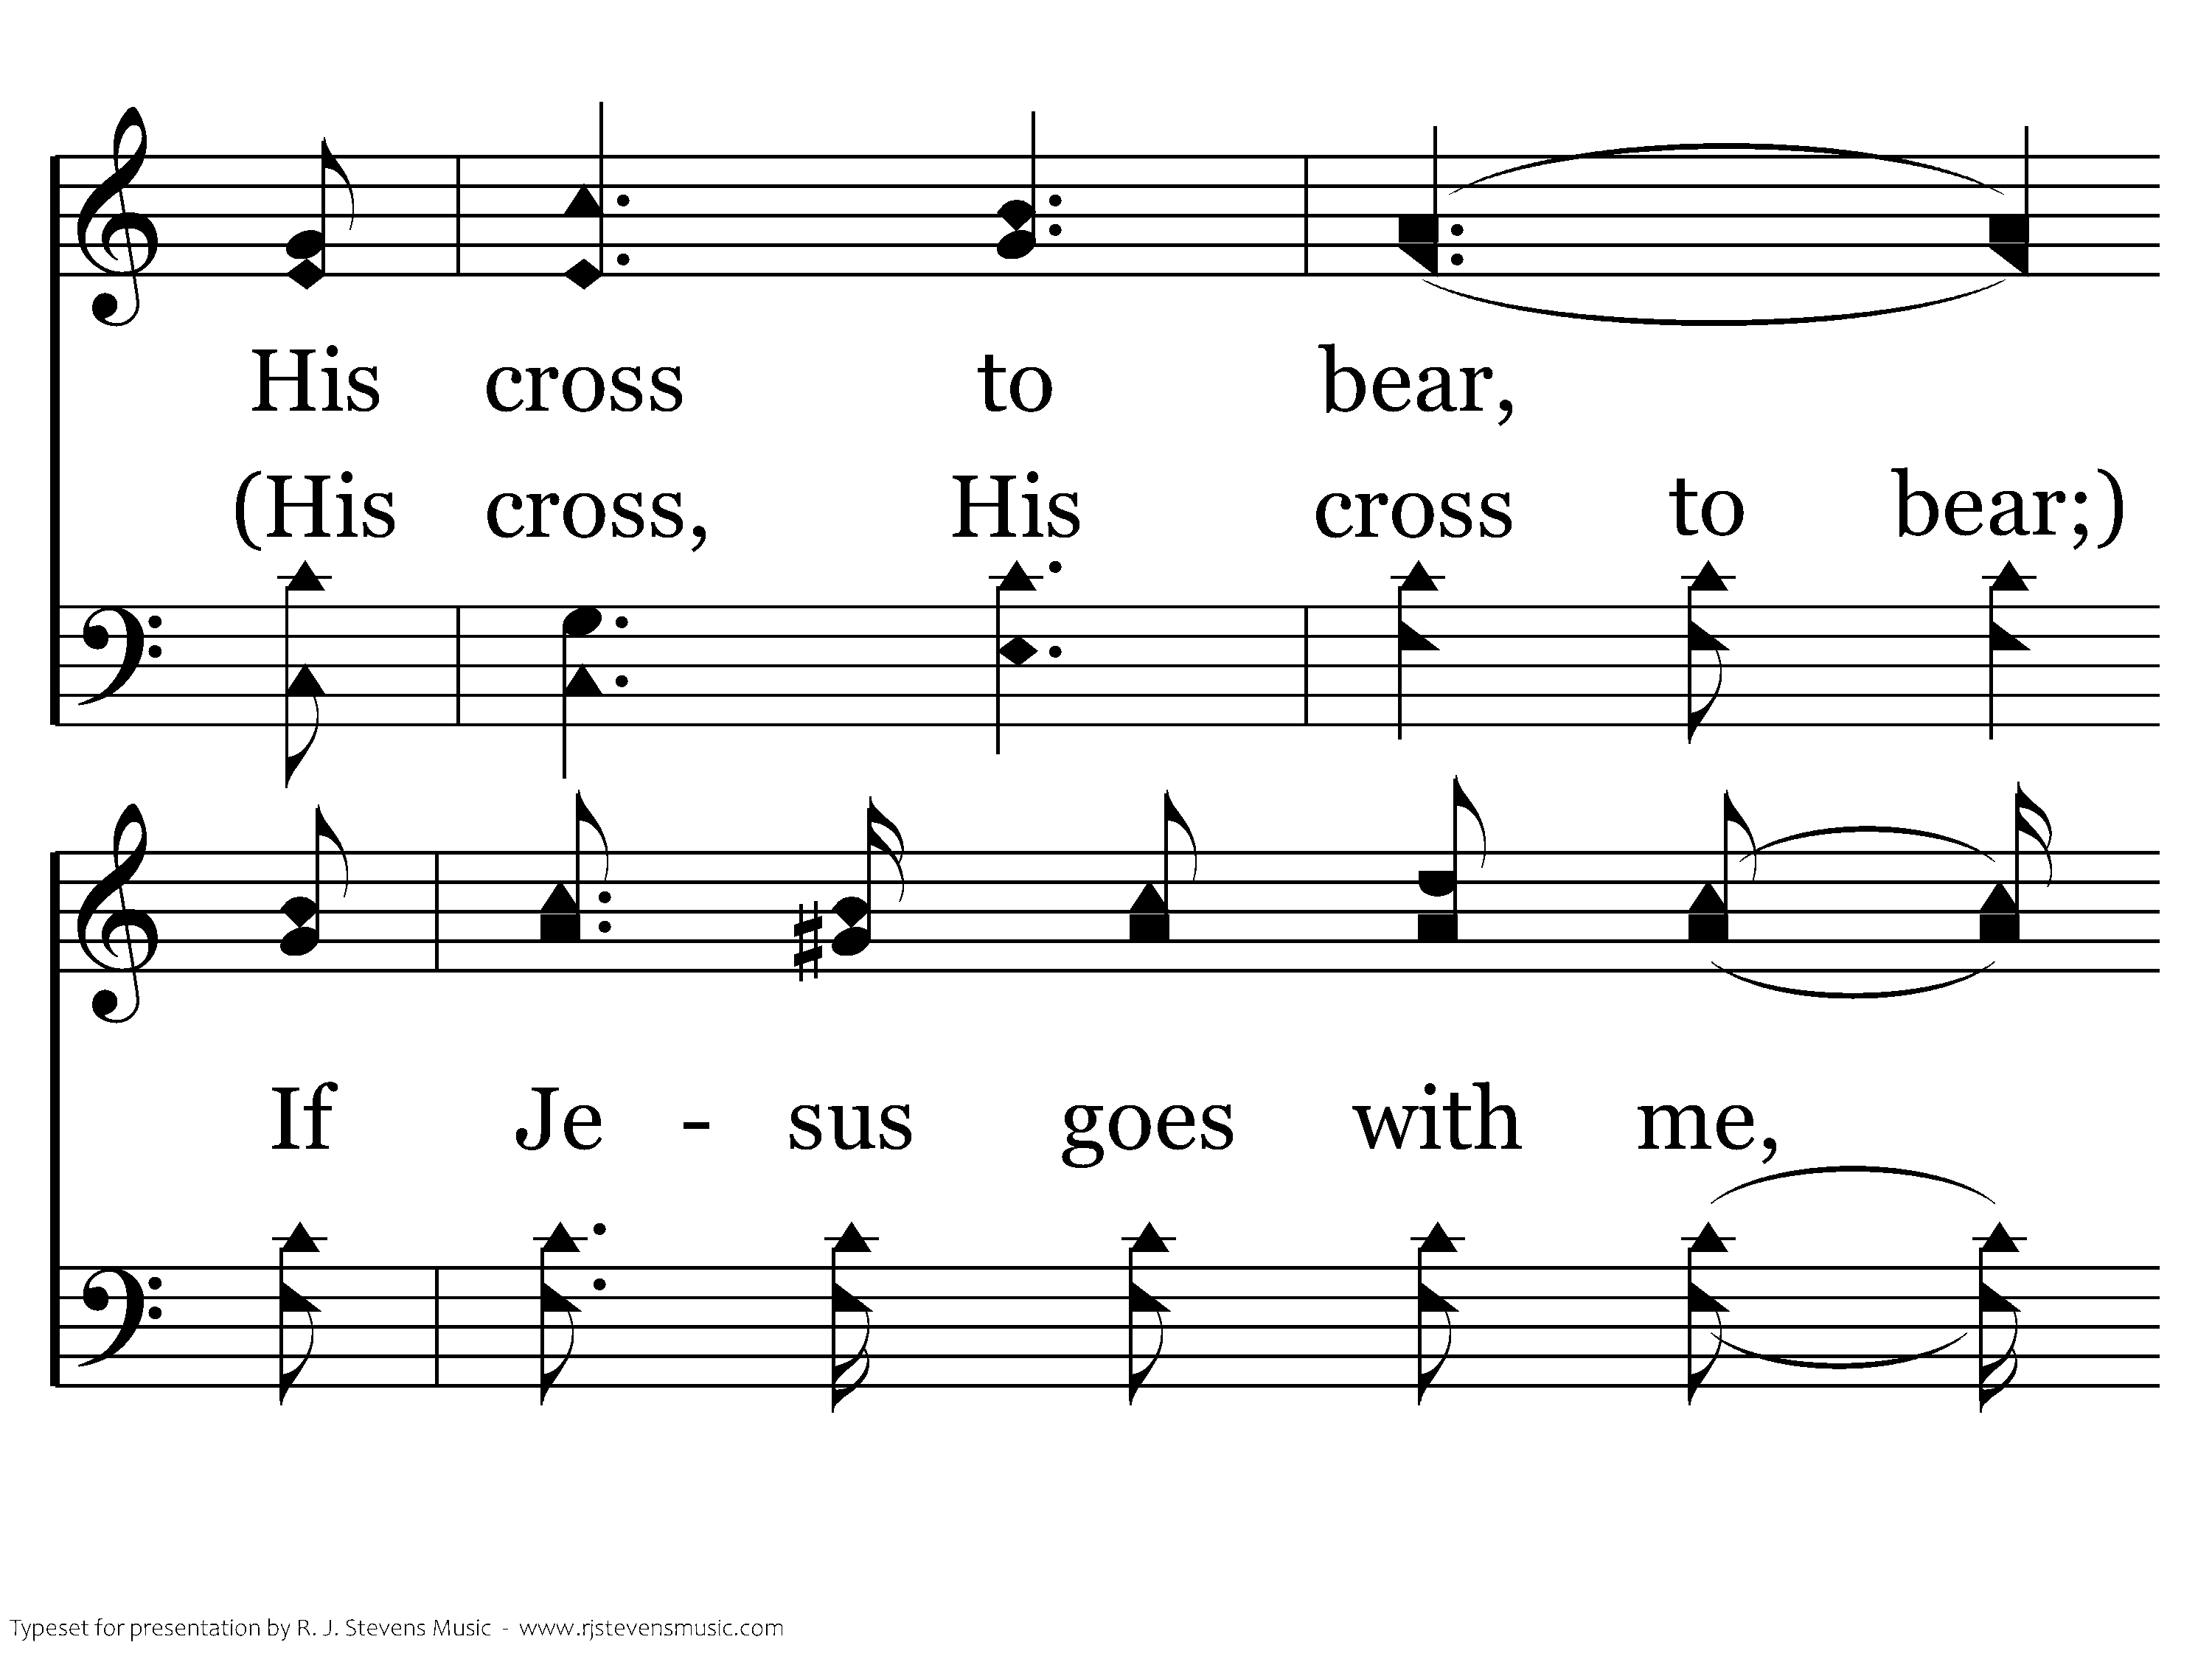 His cross to bear,
(His cross, His cross to bear;)
If Je - sus goes with me,
Typeset for presentation by R. J. Stevens Music - www.rjstevensmusic.com